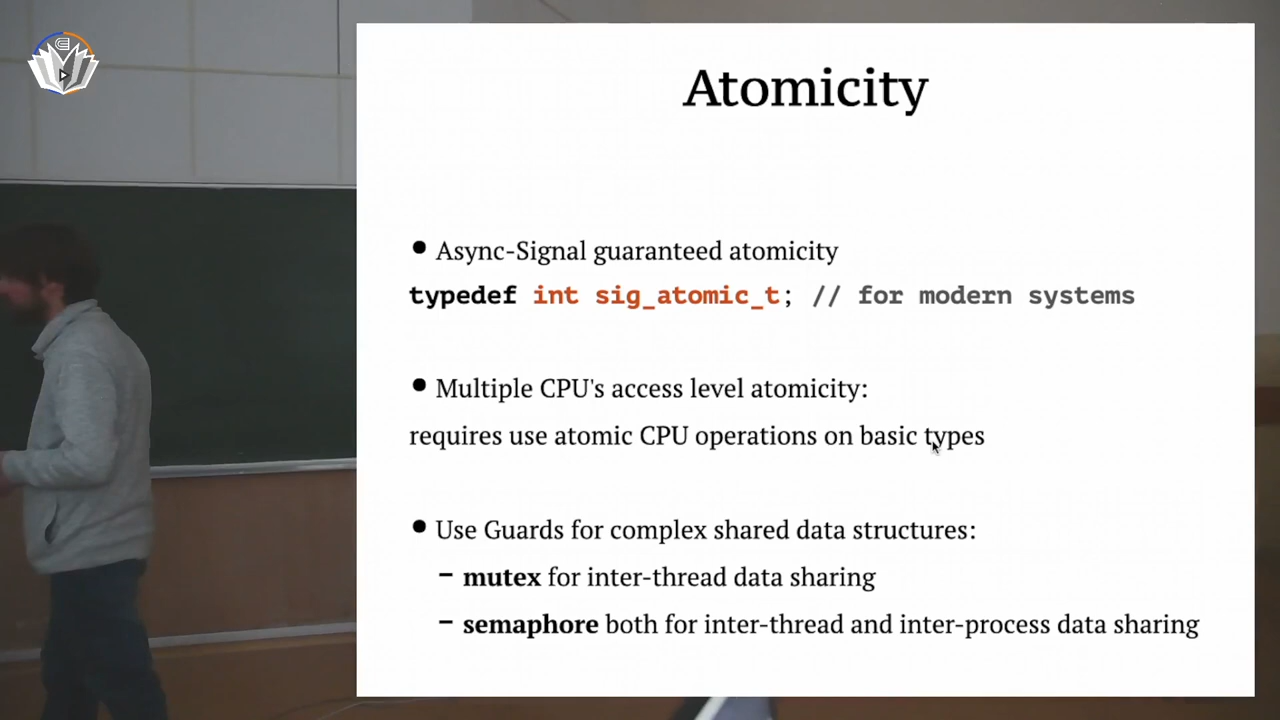 Atomicity
• Async-Signal guaranteed atomicity
typedef int sig_atomic_t; // for modern systems
• Multiple CPU's access level atomicity:
requires use atomic CPU operations on basic types
• Use Guards for complex shared data structures:
– mutex for inter-thread data sharing
– semaphore both for inter-thread and inter-process data sharing